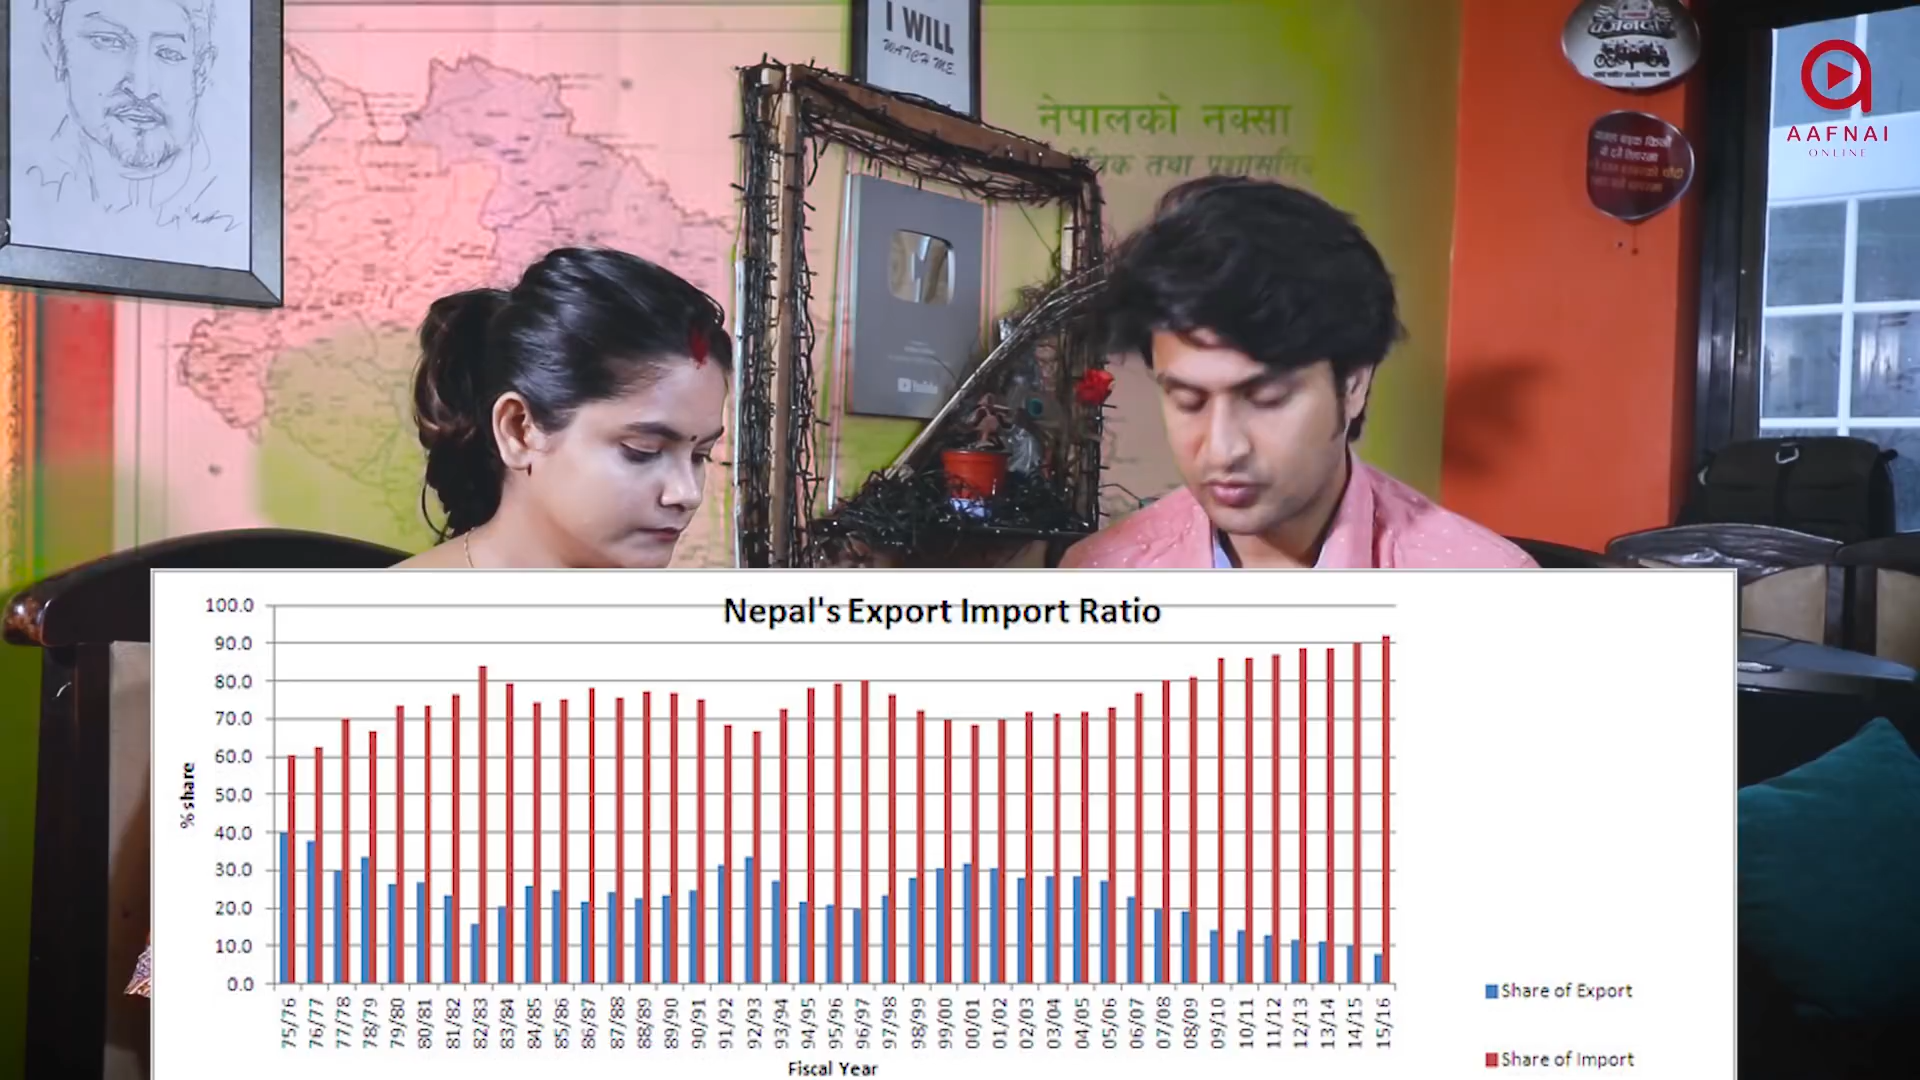 I WILL
WATCH ME.
AAFNAI
ONLINE
नेपालको नक्सा
तथा
YouTube
Nepal's Export Import Ratio
100.0
90.0
80.0
70.0
60.0
50.0
40.0
30.0
20.0
10.0
0.0
% share
75/76 76/77 77/78 78/79 79/80 80/81 81/82 82/83 83/84 84/85 85/86 86/87 87/88 88/89 89/90 90/91 91/92 92/93 93/94 94/95 95/96 96/97 97/98 98/99 99/00 00/01 01/02 02/03 03/04 04/05 05/06 06/07 07/08 08/09 09/10 10/11 11/12 12/13 13/14 14/15 15/16
Fiscal Year
Share of Export
Share of Import